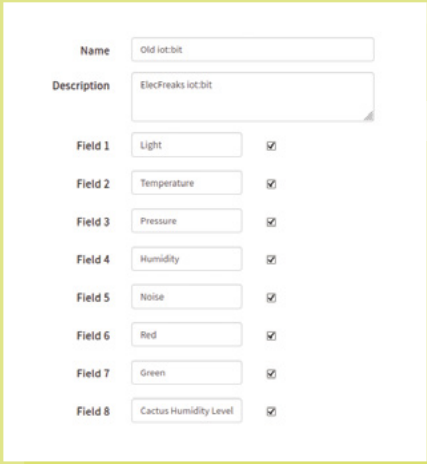 Name Old iot:bit
Description ElecFreaks iot:bit
Field 1 Light
Field 2 Temperature
Field 3 Pressure
Field 4 Humidity
Field 5 Noise
Field 6 Red
Field 7 Green
Field 8 Cactus Humidity Level